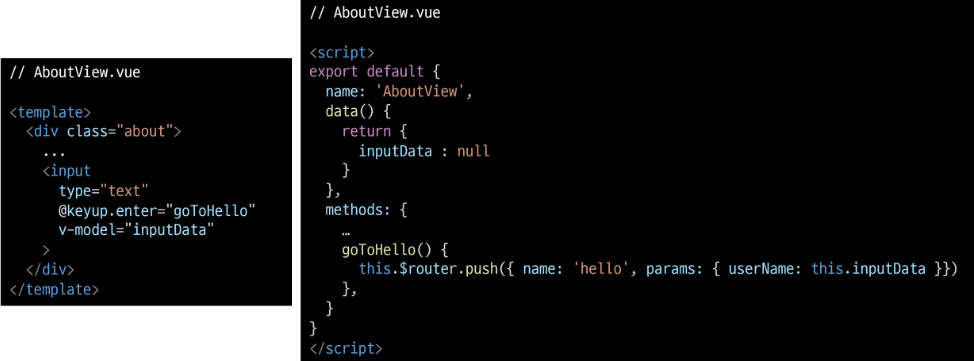 // AboutView.vue
<template>
<div class="about">
...
<input
type="text"
@keyup.enter="goToHello"
v-model="inputData"
>
</div>
</template>
// AboutView.vue
<script>
export default {
name: 'AboutView',
data() {
return {
inputData : null
}
},
methods: {
…
goToHello() {
this.$router.push({ name: 'hello', params: { userName: this.inputData }})
},
}
}
</script>